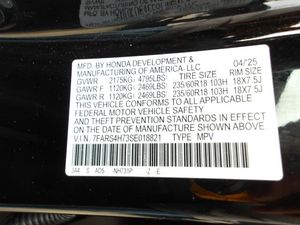 MFD. BY HONDA DEVELOPMENT & 04/25
MANUFACTURING OF AMERICA. LLC RIM SIZE
GVWR 2175KG( 4795LBS) TIRE SIZE 18X7.5J
GAWR F 1120KG( 2469LBS) 235/60R18 103H
GAWR R 1120KG( 2469LBS) 235/60R18 103H 18X7.5J
THIS VEHICLE CONFORMS TO ALL APPLICABLE
FEDERAL MOTOR VEHICLE SAFETY AND THEFT PREVENTION
STANDARDS IN EFFECT ON THE DATE OF MANUFACTURE
V.I.N. 7FARS4H73SE018821 TYPE: MPV
NH731P